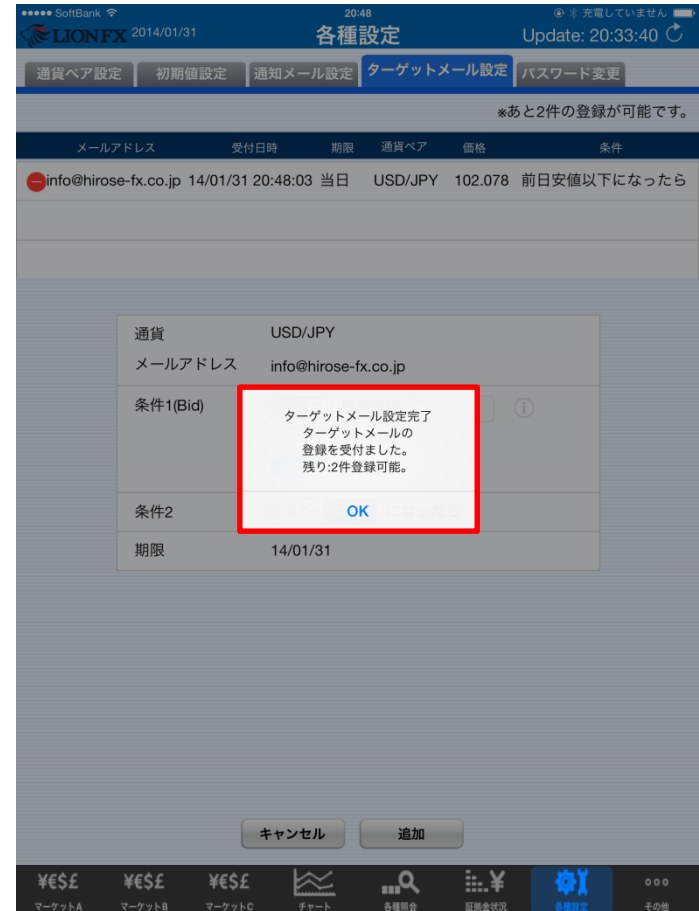 SoftBank 20:48 充電していません
LIONFX 2014/01/31 各種設定 Update: 20:33:40
通貨ペア設定 初期値設定 通知メール設定 ターゲットメール設定 パスワード変更
※あと2件の登録が可能です。
メールアドレス 受付日時 期限 通貨ペア 価格 条件
info@hirose-fx.co.jp 14/01/31 20:48:03 当日 USD/JPY 102.078 前日安値以下になったら
通貨 USD/JPY
メールアドレス info@hirose-fx.co.jp
条件1(Bid)
ターゲットメール設定完了
ターゲットメールの
登録を受付ました。
残り:2件登録可能。
OK
条件2 になったら
期限 14/01/31
キャンセル 追加
¥€$£ ¥€$£ ¥€$£ ¥
マーケットA マーケットB マーケットC チャート 各種照会 証拠金状況 各種設定 その他